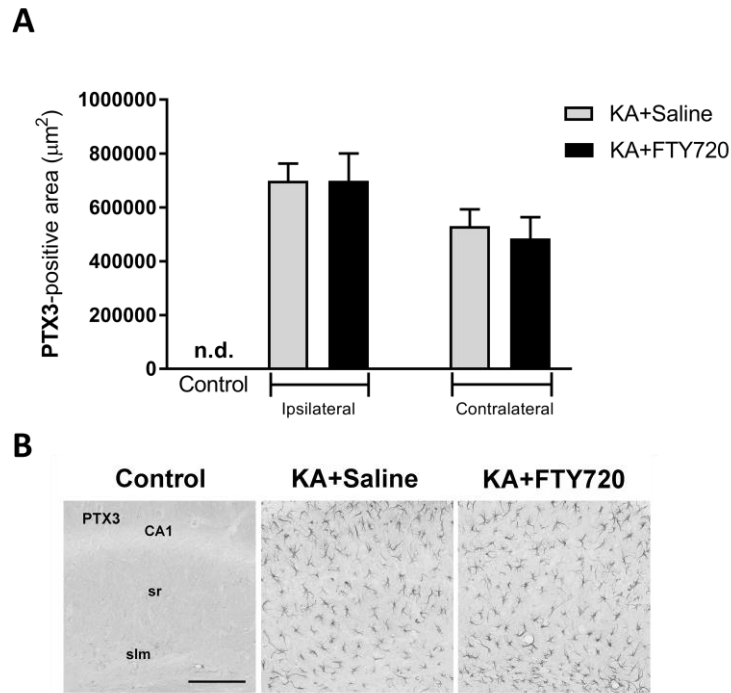 A
PTX3-positive area (μm²)
1000000
800000
600000
400000
200000
0
n.d.
Control
Ipsilateral
Contralateral
KA+Saline
KA+FTY720
B
Control
KA+Saline
KA+FTY720
PTX3
CA1
sr
slm